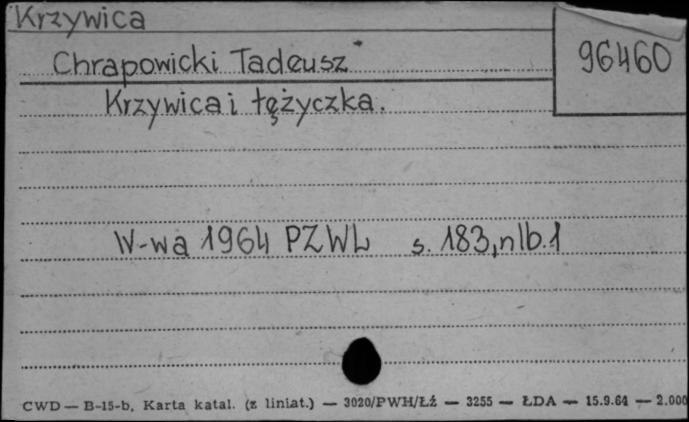 Krzywica
96460
Chrapowicki Tadeusz
Krzywica i tężyczka.
W-wa 1964 PZWL s. 183, nlb. 1
CWD — B-15-b, Karta katal. (z liniat.) — 3020/PWH/Łź — 3255 — ŁDA — 15.9.64 — 2.000